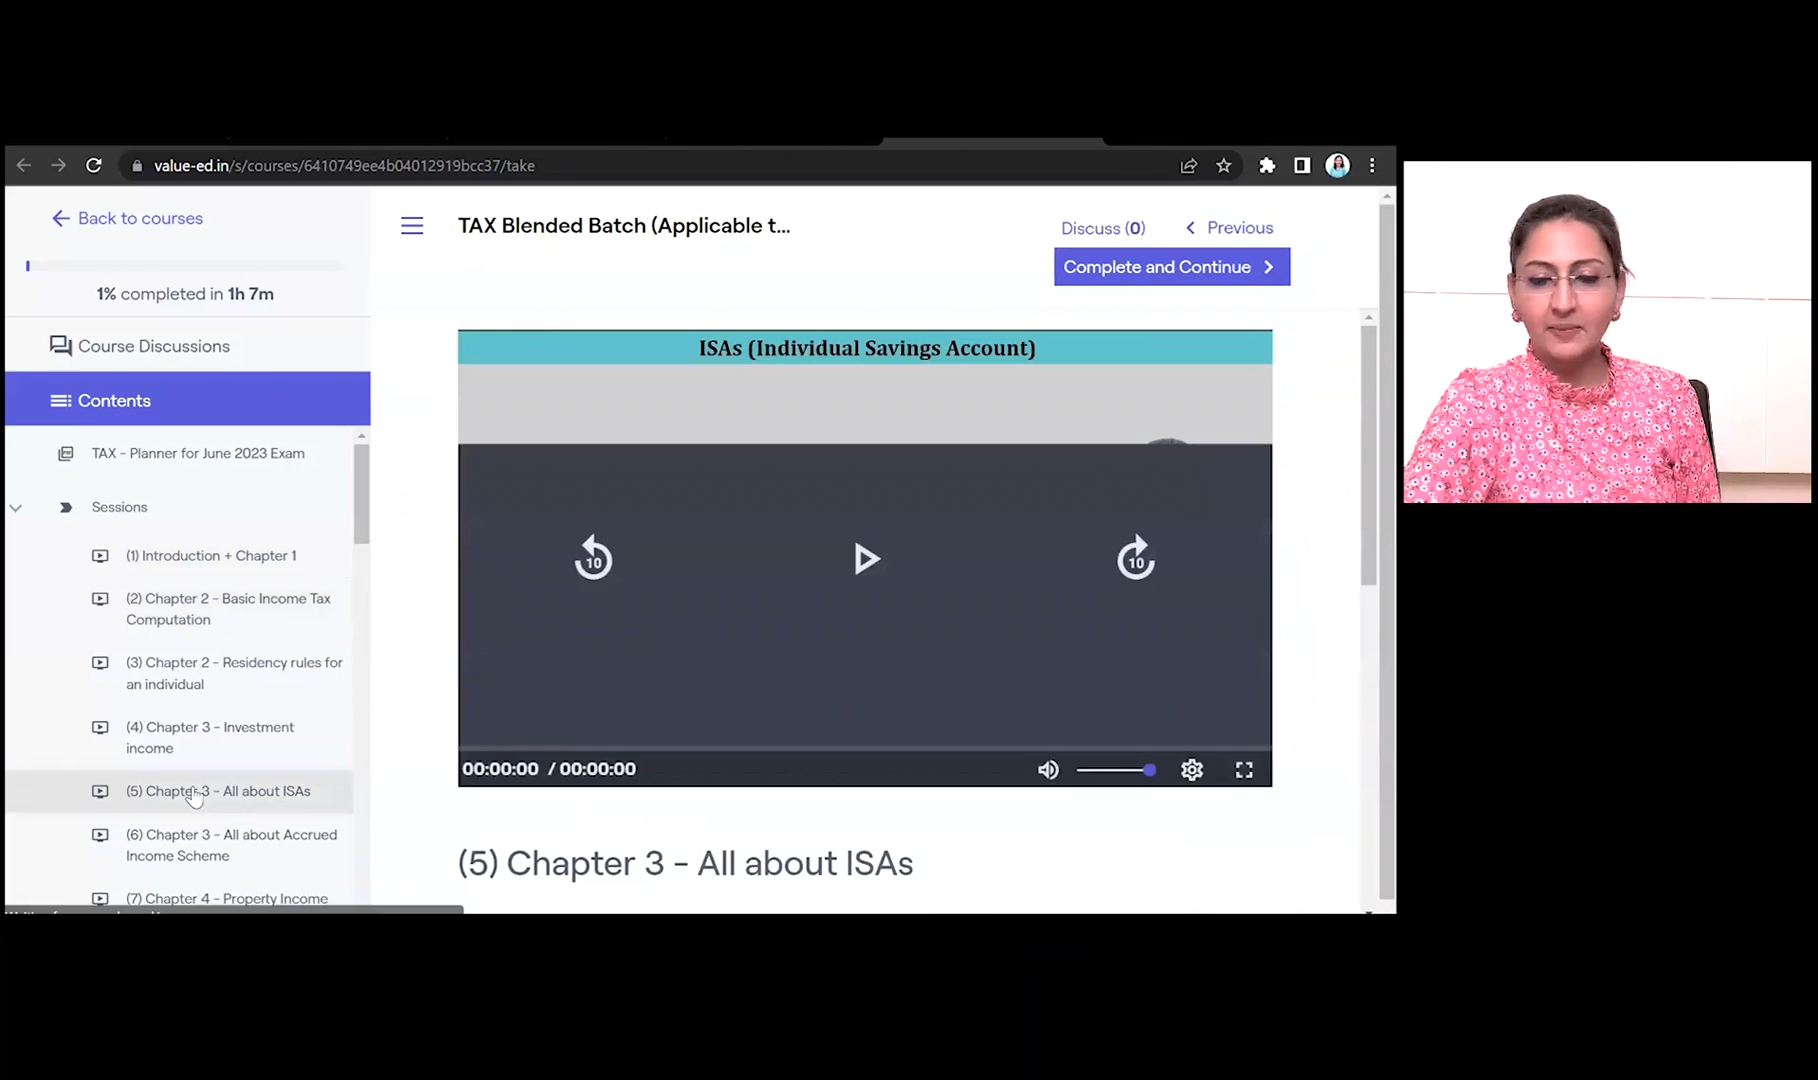 value-ed.in/s/courses/6410749ee4b04012919bcc37/take
Back to courses
1% completed in 1h 7m
Course Discussions
Contents
TAX - Planner for June 2023 Exam
Sessions
(1) Introduction + Chapter 1
(2) Chapter 2 - Basic Income Tax
Computation
(3) Chapter 2 - Residency rules for
an individual
(4) Chapter 3 - Investment
income
(5) Chapter 3 - All about ISAs
(6) Chapter 3 - All about Accrued
Income Scheme
(7) Chapter 4 - Property Income
TAX Blended Batch (Applicable t...
Discuss (0)
Previous
Complete and Continue
ISAs (Individual Savings Account)
10
10
00:00:00 / 00:00:00
(5) Chapter 3 - All about ISAs